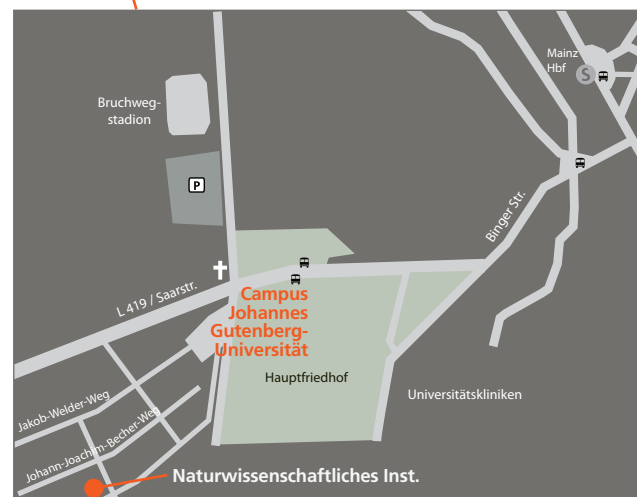 Mainz
Hbf
S
Bruchweg-
stadion
P
Binger Str.
L 419 / Saarstr.
Campus
Johannes
Gutenberg-
Universität
Hauptfriedhof
Universitätskliniken
Jakob-Welder-Weg
Johann-Joachim-Becher-Weg
Naturwissenschaftliches Inst.